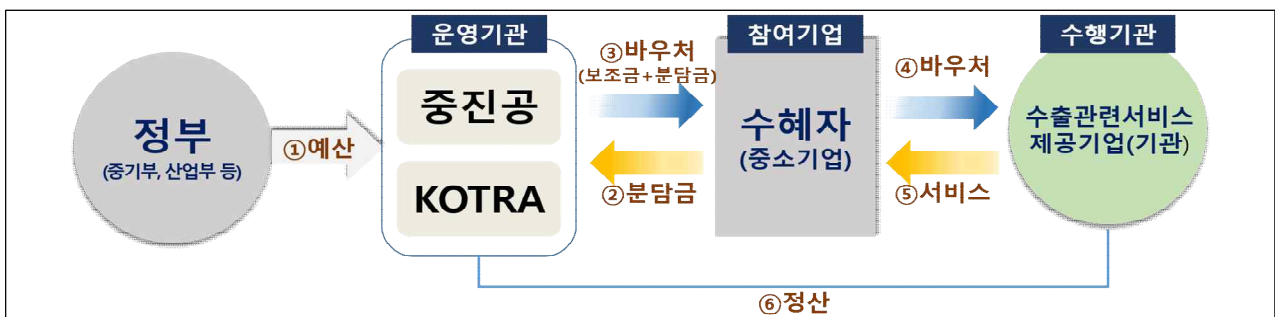 정부
(중기부, 산업부 등)
①예산
운영기관
중진공
KOTRA
③바우처
(보조금+분담금)
②분담금
참여기업
수혜자
(중소기업)
④바우처
⑤서비스
수행기관
수출관련서비스
제공기업(기관)
⑥정산